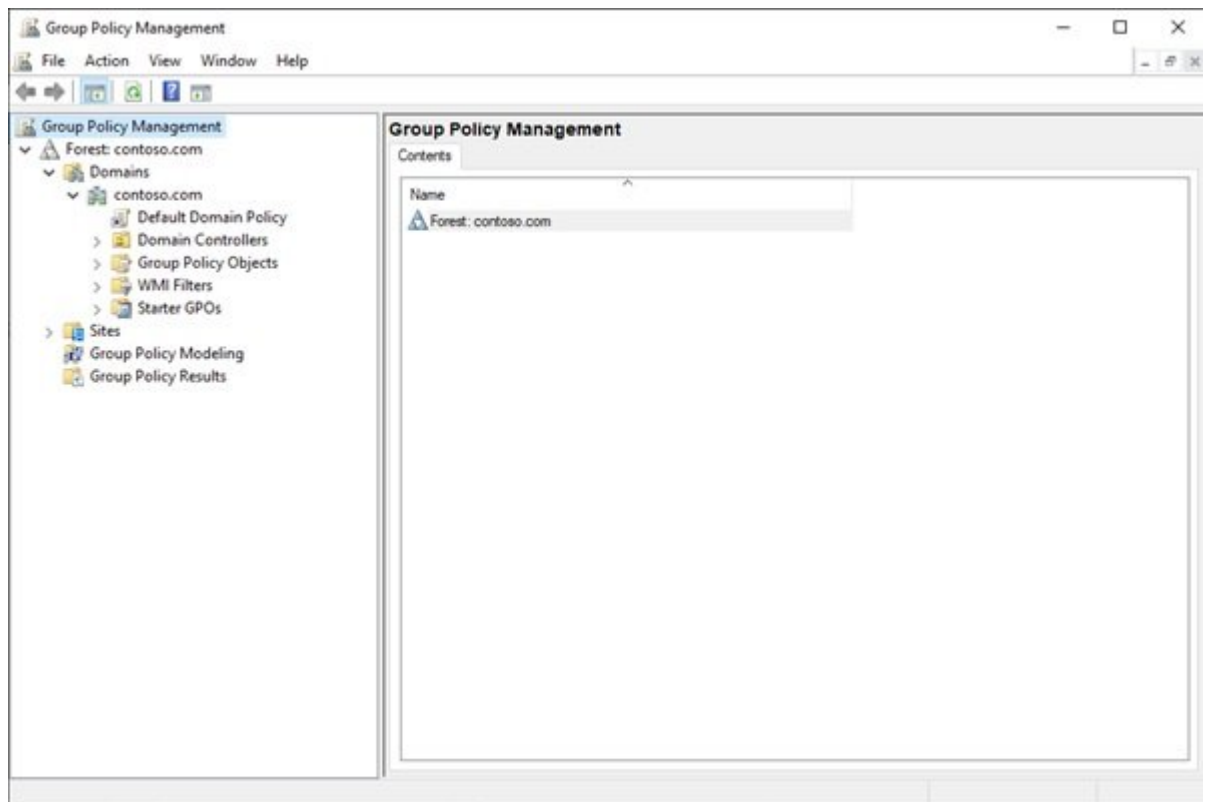 Group Policy Management
File Action View Window Help
Group Policy Management
Forest: contoso.com
Domains
contoso.com
Default Domain Policy
Domain Controllers
Group Policy Objects
WMI Filters
Starter GPOs
Sites
Group Policy Modeling
Group Policy Results
Group Policy Management
Contents
Name
Forest: contoso.com